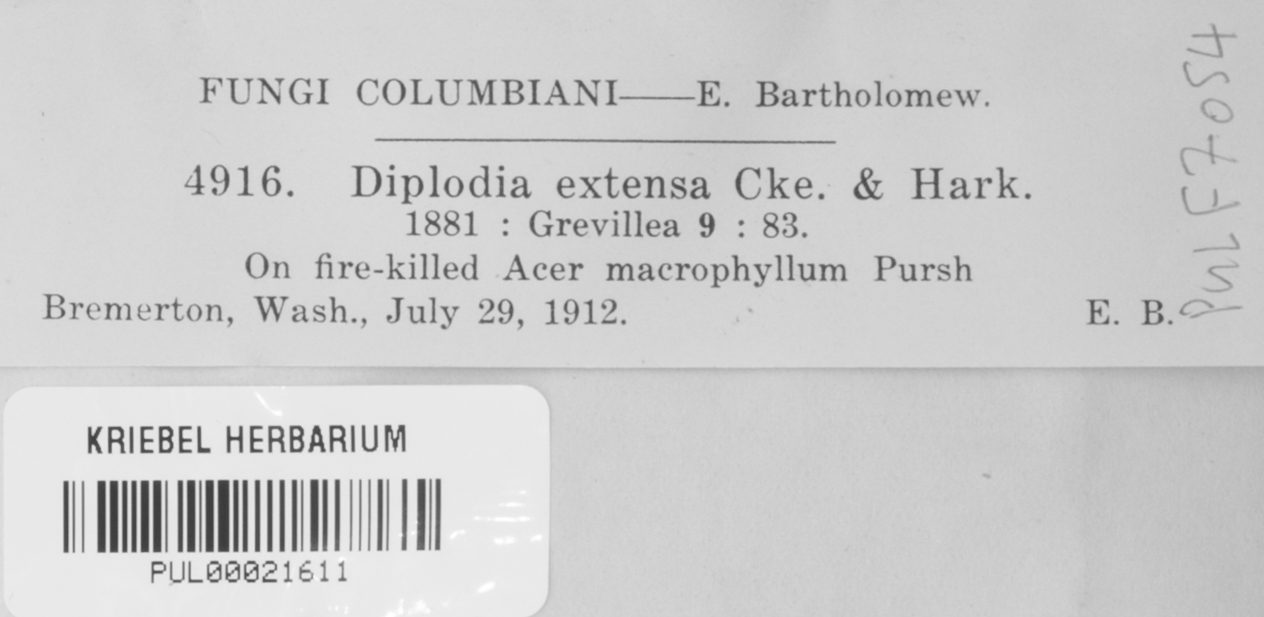 FUNGI COLUMBIANI——E. Bartholomew.
4916. Diplodia extensa Cke. & Hark.
1881 : Grevillea 9 : 83.
On fire-killed Acer macrophyllum Pursh
Bremerton, Wash., July 29, 1912. E. B.
PUL F7054
KRIEBEL HERBARIUM
PUL00021611